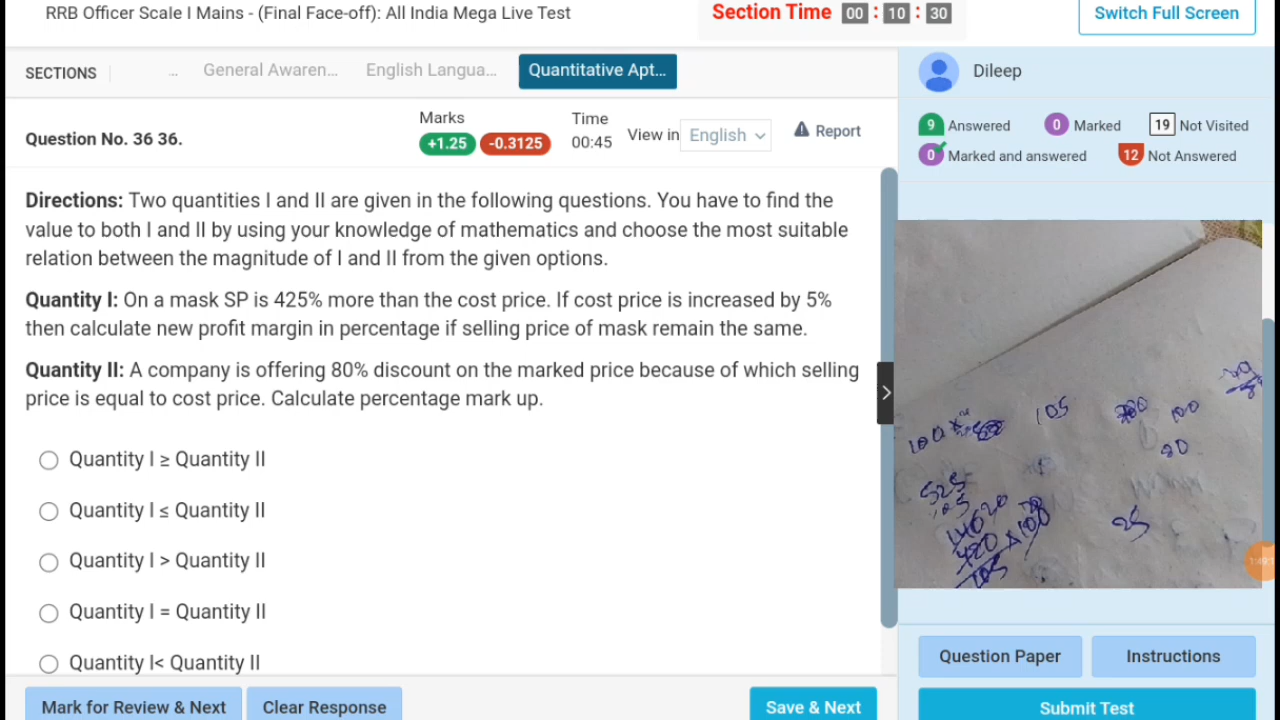 RRB Officer Scale I Mains - (Final Face-off): All India Mega Live Test
Section Time 00 : 10 : 30
Switch Full Screen
SECTIONS
...
General Awaren...
English Langua...
Quantitative Apt...
Dileep
Question No. 36 36.
Marks
+1.25 -0.3125
Time
00:45
View in English
Report
9 Answered
0 Marked
19 Not Visited
0 Marked and answered
12 Not Answered
Directions: Two quantities I and II are given in the following questions. You have to find the
value to both I and II by using your knowledge of mathematics and choose the most suitable
relation between the magnitude of I and II from the given options.
Quantity I: On a mask SP is 425% more than the cost price. If cost price is increased by 5%
then calculate new profit margin in percentage if selling price of mask remain the same.
Quantity II: A company is offering 80% discount on the marked price because of which selling
price is equal to cost price. Calculate percentage mark up.
Quantity I ≥ Quantity II
Quantity I ≤ Quantity II
Quantity I > Quantity II
Quantity I = Quantity II
Quantity I< Quantity II
105
100
525
105
420
105
25
Mark for Review & Next
Clear Response
Save & Next
Question Paper
Instructions
Submit Test